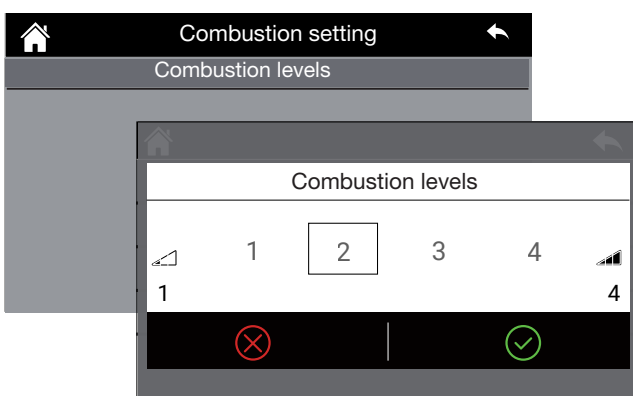 Combustion setting
Combustion levels
Combustion levels
1 2 3 4
1 4